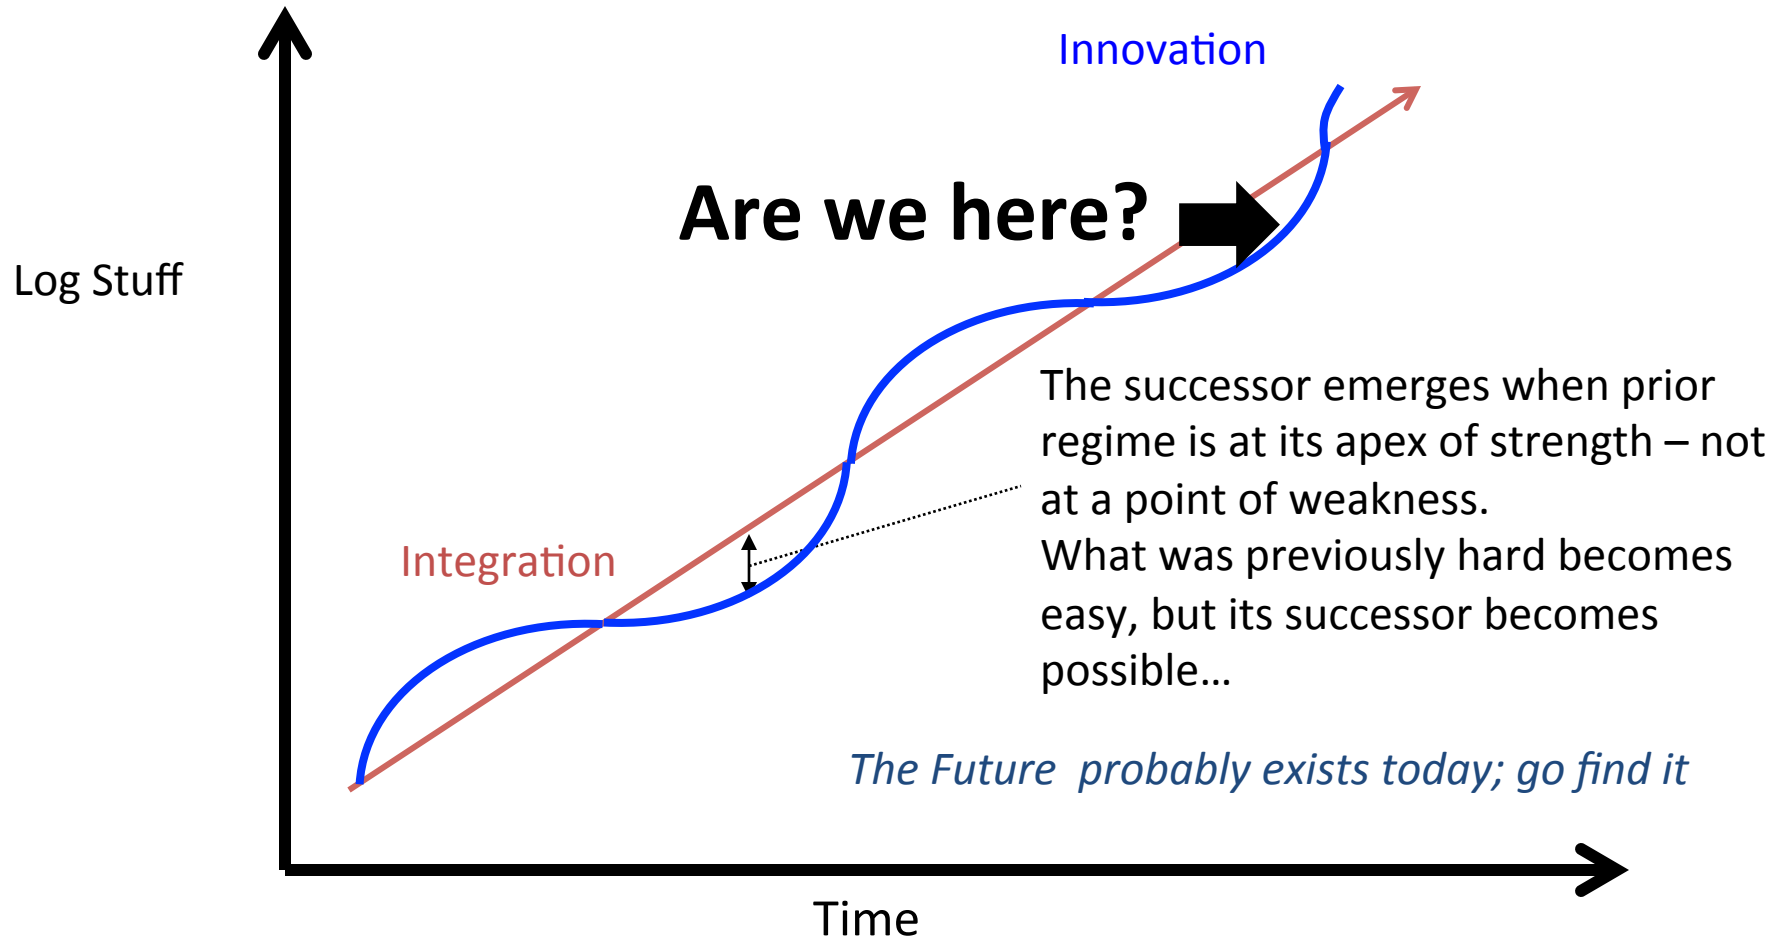 Innovation
Are we here?
Log Stuff
The successor emerges when prior
regime is at its apex of strength – not
at a point of weakness.
What was previously hard becomes
easy, but its successor becomes
possible…
Integration
The Future  probably exists today; go find it
Time